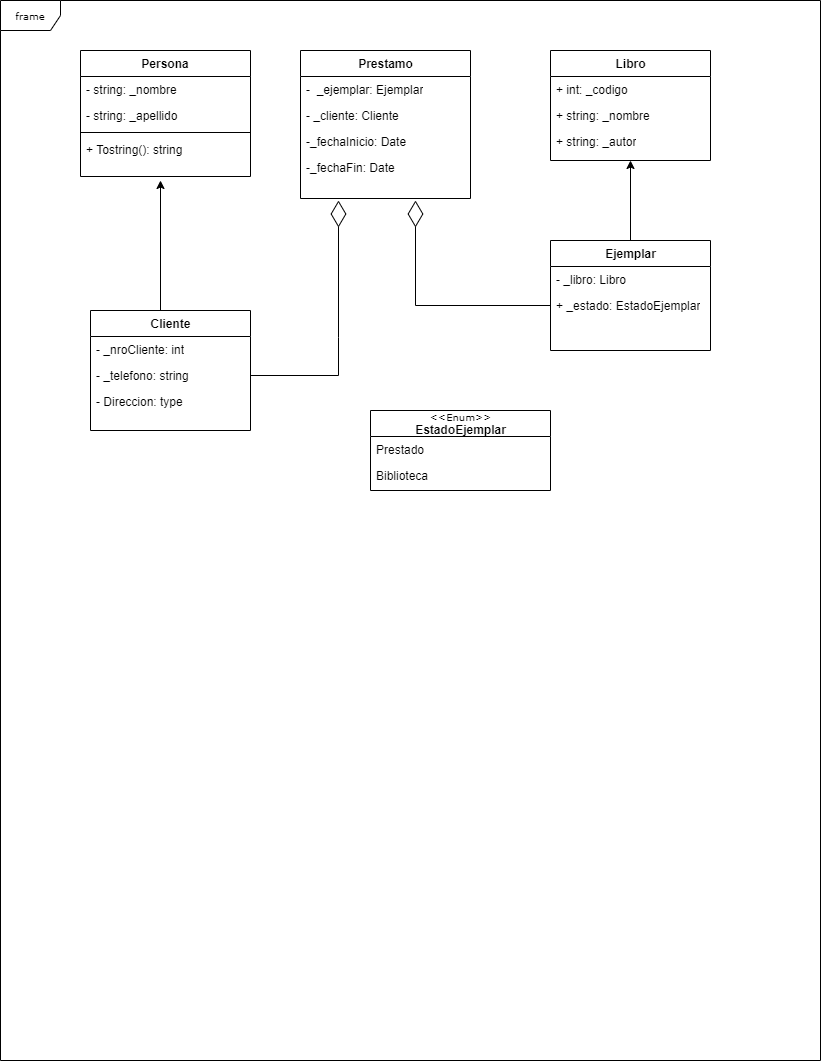 frame
Persona
- string: _nombre
- string: _apellido
+ Tostring(): string
Prestamo
- _ejemplar: Ejemplar
- _cliente: Cliente
-_fechaInicio: Date
-_fechaFin: Date
Libro
+ int: _codigo
+ string: _nombre
+ string: _autor
Ejemplar
- _libro: Libro
+ _estado: EstadoEjemplar
Cliente
- _nroCliente: int
- _telefono: string
- Direccion: type
<<Enum>>
EstadoEjemplar
Prestado
Biblioteca